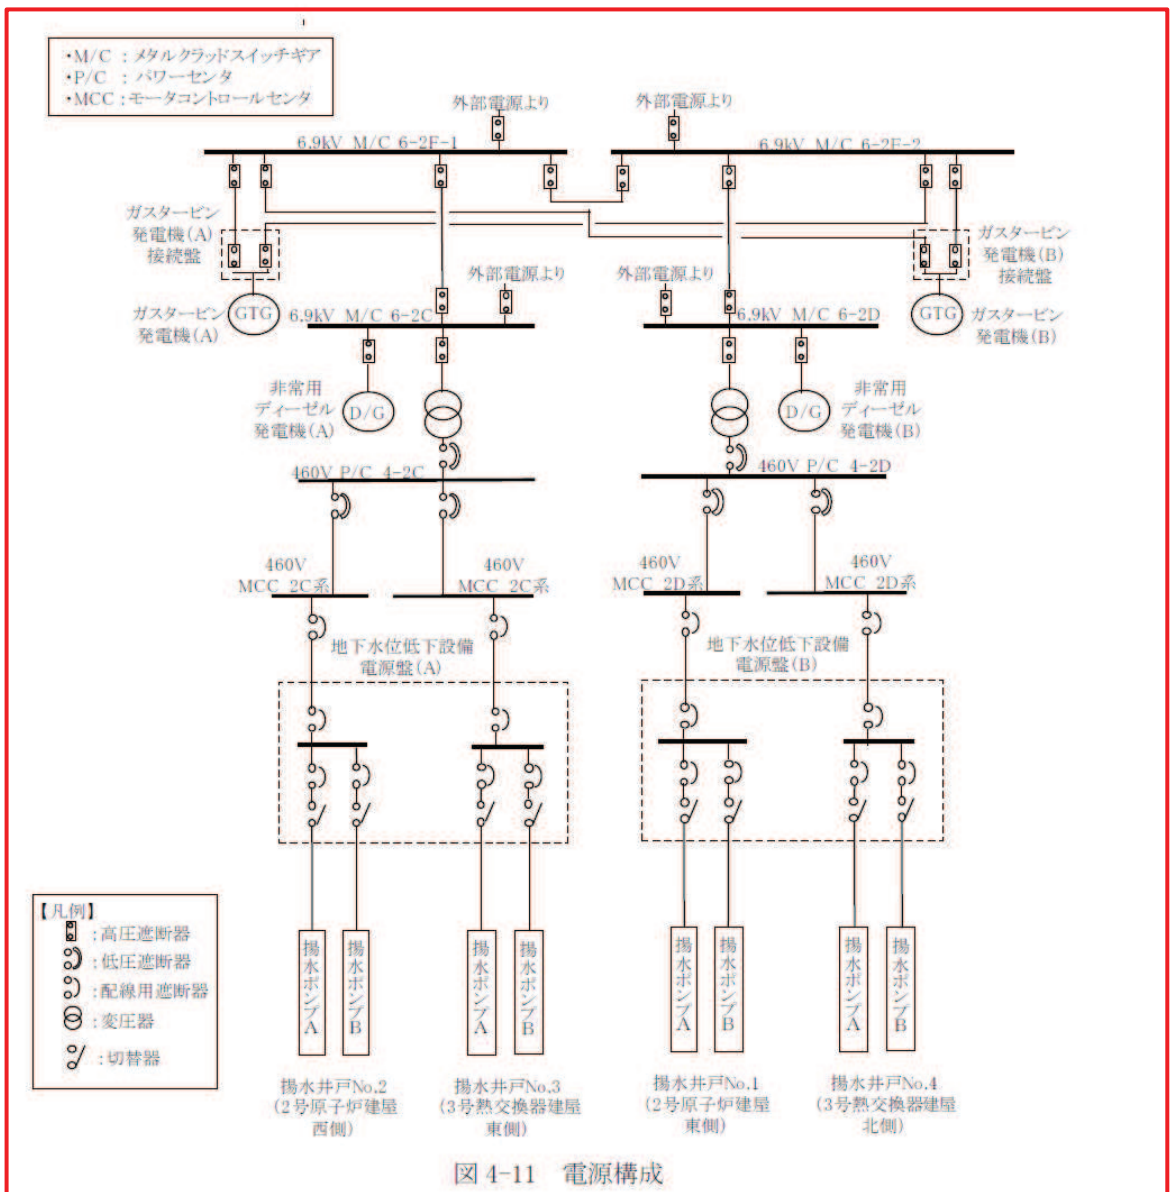 ・M/C : メタルクラッドスイッチギア
・P/C : パワーセンタ
・MCC : モータコントロールセンタ
外部電源より
外部電源より
6.9kV M/C 6-2F-1
6.9kV M/C 6-2F-2
ガスタービン
発電機(A)
接続盤
ガスタービン
発電機(B)
接続盤
外部電源より
外部電源より
GTG
ガスタービン
発電機(A)
6.9kV M/C 6-2C
6.9kV M/C 6-2D
GTG
ガスタービン
発電機(B)
非常用
ディーゼル
発電機(A)
D/G
D/G
非常用
ディーゼル
発電機(B)
460V P/C 4-2C
460V P/C 4-2D
460V
MCC 2C系
460V
MCC 2C系
460V
MCC 2D系
460V
MCC 2D系
地下水位低下設備
電源盤(A)
地下水位低下設備
電源盤(B)
【凡例】
:高圧遮断器
:低圧遮断器
:配線用遮断器
:変圧器
:切替器
揚水ポンプA
揚水ポンプB
揚水ポンプA
揚水ポンプB
揚水ポンプA
揚水ポンプB
揚水ポンプA
揚水ポンプB
揚水井戸No.2
(2号原子炉建屋
西側)
揚水井戸No.3
(3号熱交換器建屋
東側)
揚水井戸No.1
(2号原子炉建屋
東側)
揚水井戸No.4
(3号熱交換器建屋
北側)
図 4-11 電源構成